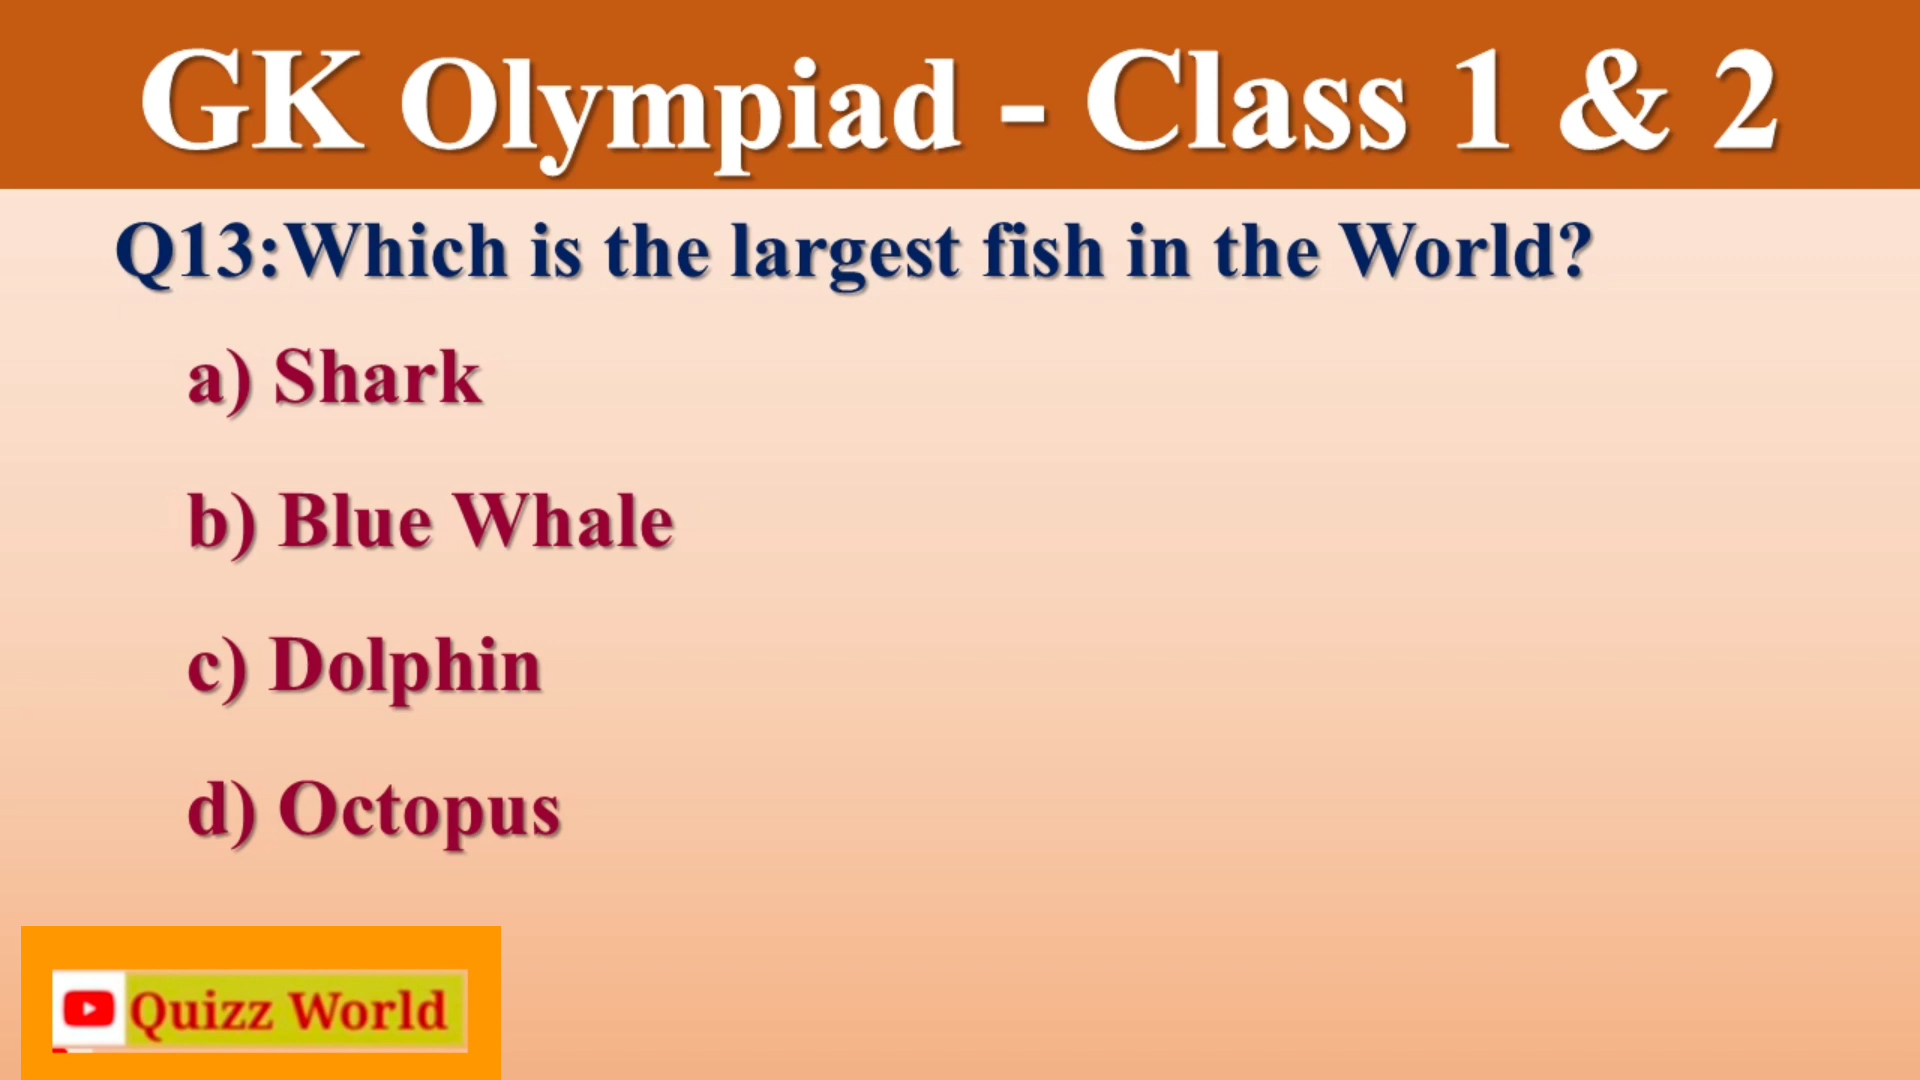 GK Olympiad - Class 1 & 2
Q13:Which is the largest fish in the World?
a) Shark
b) Blue Whale
c) Dolphin
d) Octopus
Quizz World